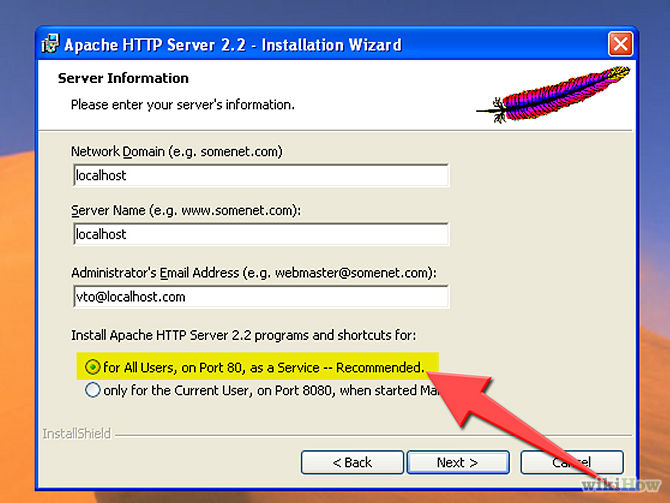 Apache HTTP Server 2.2 - Installation Wizard
Server Information
Please enter your server's information.
Network Domain (e.g. somenet.com)
localhost
Server Name (e.g. www.somenet.com):
localhost
Administrator's Email Address (e.g. webmaster@somenet.com):
vto@localhost.com
Install Apache HTTP Server 2.2 programs and shortcuts for:
for All Users, on Port 80, as a Service -- Recommended.
only for the Current User, on Port 8080, when started
InstallShield
< Back
Next >
Cancel
wikiHow